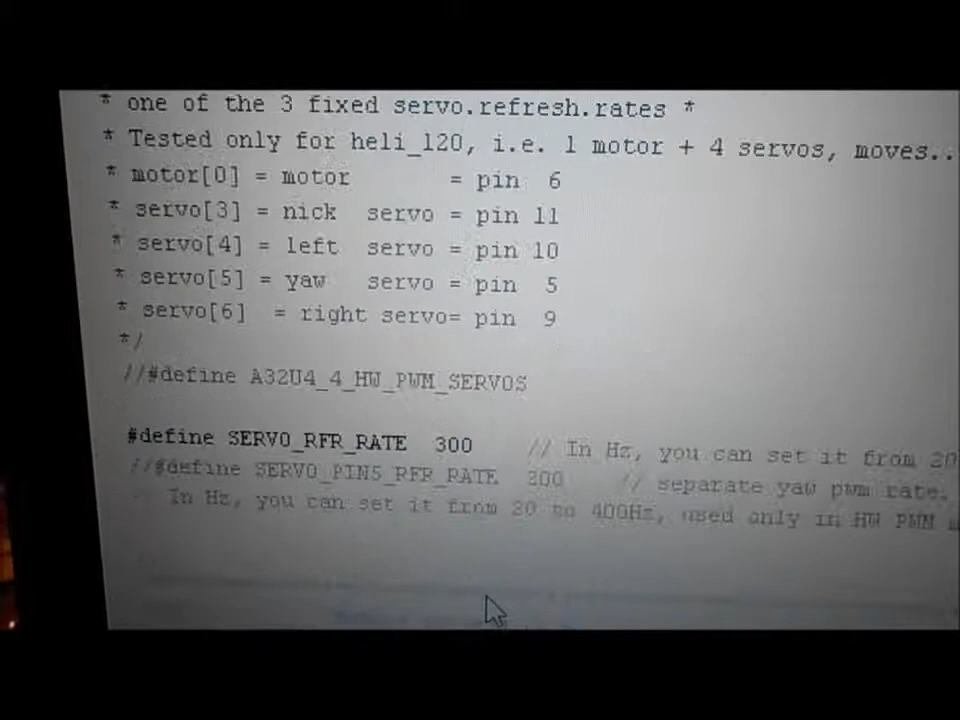 * one of the 3 fixed servo.refresh.rates *
* Tested only for heli_120, i.e. 1 motor + 4 servos, moves..
* motor[0] = motor = pin 6
* servo[3] = nick servo = pin 11
* servo[4] = left servo = pin 10
* servo[5] = yaw servo = pin 5
* servo[6] = right servo= pin 9
*/
//#define A32U4_4_HW_PWM_SERVOS
#define SERVO_RFR_RATE 300 // In Hz, you can set it from 20
//#define SERVO_PIN5_RFR_RATE 200 // separate yaw pwm rate.
In Hz, you can set it from 20 to 400Hz, used only in HW PWM